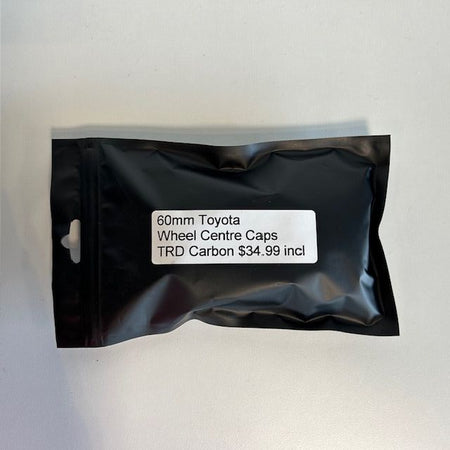 60mm Toyota
Wheel Centre Caps
TRD Carbon $34.99 incl